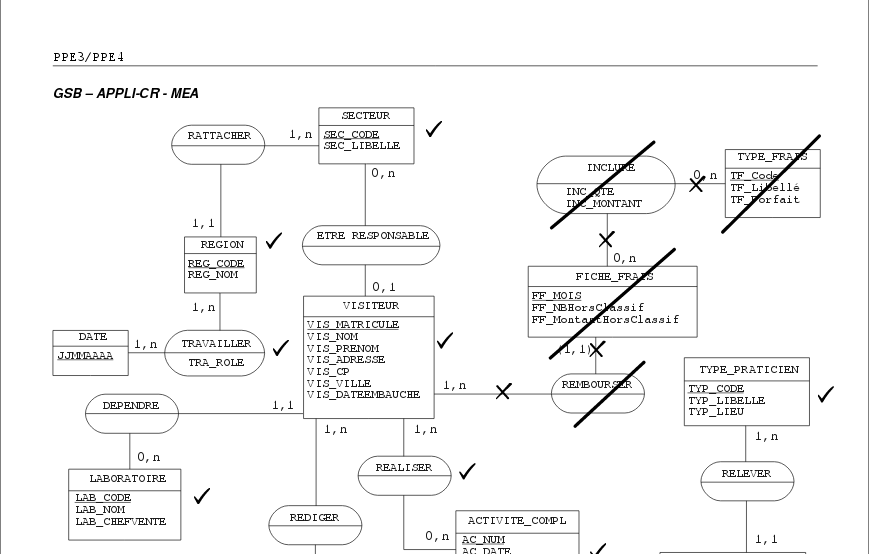 PPE3/PPE4
GSB – APPLI-CR - MEA
SECTEUR
SEC_CODE
SEC_LIBELLE
RATTACHER
1,n
0,n
1,1
REGION
REG_CODE
REG_NOM
1,n
ETRE RESPONSABLE
0,1
INCLURE
INC_QTE
INC_MONTANT
0,n
TYPE_FRAIS
TF_Code
TF_Libellé
TF_Forfait
0,n
FICHE_FRAIS
FF_MOIS
FF_NBHorsClassif
FF_MontantHorsClassif
(1,1)
REMBOURSER
1,n
VISITEUR
VIS_MATRICULE
VIS_NOM
VIS_PRENOM
VIS_ADRESSE
VIS_CP
VIS_VILLE
VIS_DATEEMBAUCHE
DATE
JJMMAAAA
1,n
TRAVAILLER
TRA_ROLE
DEPENDRE
1,1
0,n
LABORATOIRE
LAB_CODE
LAB_NOM
LAB_CHEFVENTE
1,n
1,n
REALISER
REDIGER
0,n
ACTIVITE_COMPL
AC_NUM
AC_DATE
TYPE_PRATICIEN
TYP_CODE
TYP_LIBELLE
TYP_LIEU
1,n
RELEVER
1,1